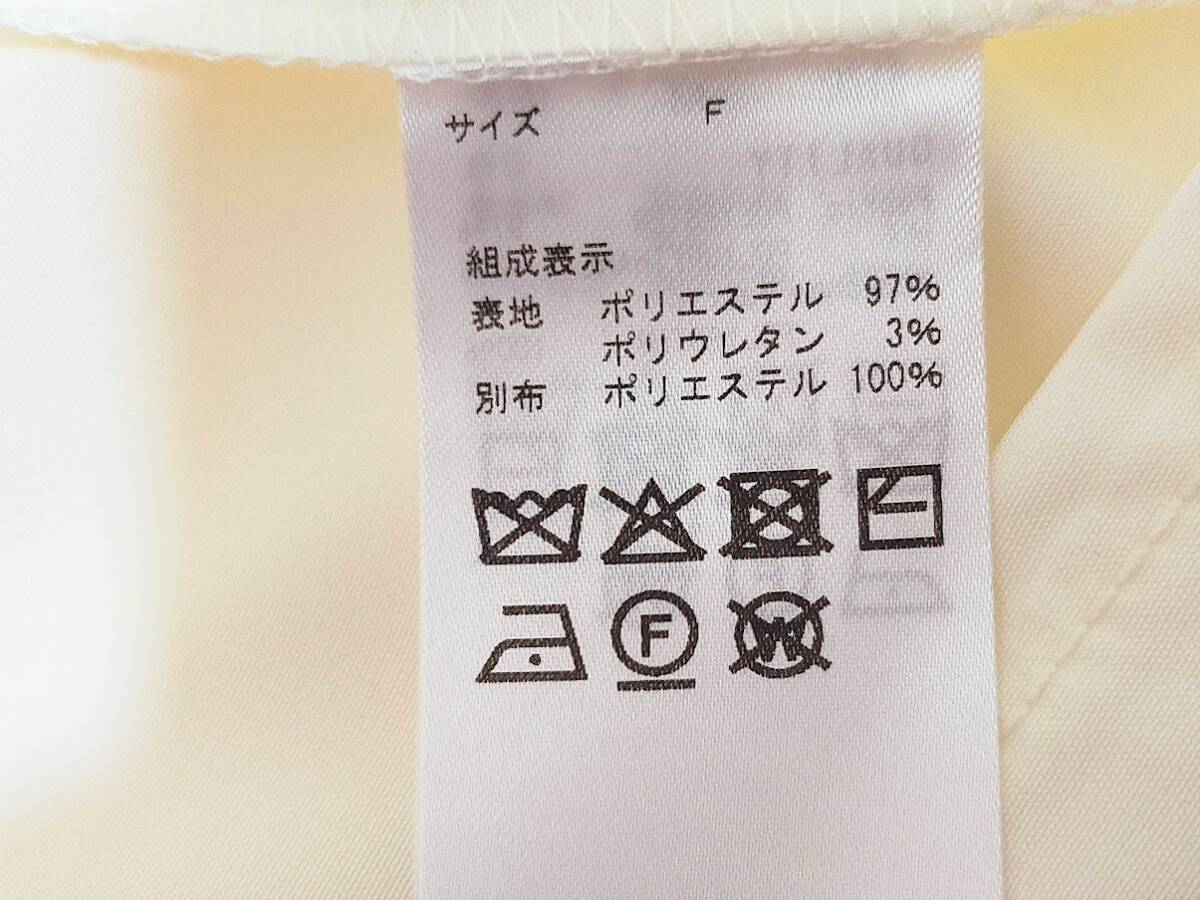 サイズ F
組成表示
表地 ポリエステル 97%
ポリウレタン 3%
別布 ポリエステル 100%
F
W